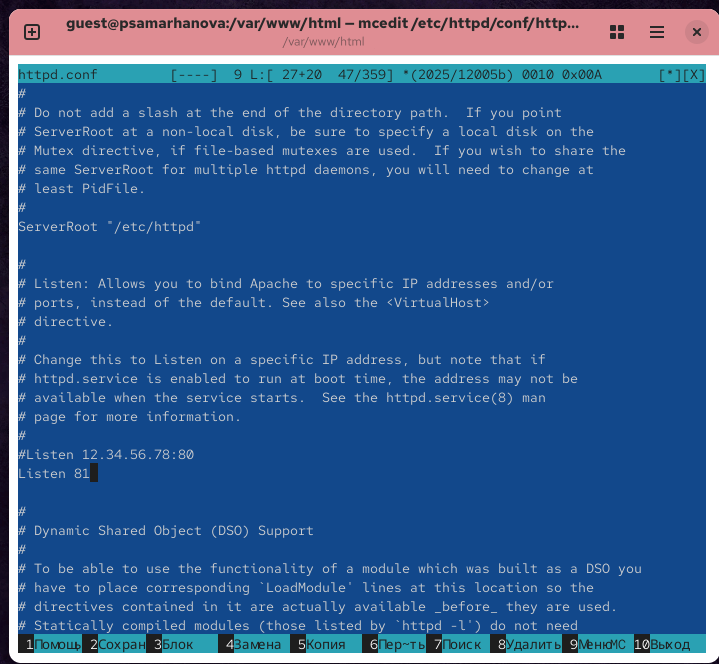 guest@psamarhanova:/var/www/html — mcedit /etc/httpd/conf/http...
/var/www/html
httpd.conf [----] 9 L:[ 27+20 47/359] *(2025/12005b) 0010 0x00A [*][X]
#
# Do not add a slash at the end of the directory path. If you point
# ServerRoot at a non-local disk, be sure to specify a local disk on the
# Mutex directive, if file-based mutexes are used. If you wish to share the
# same ServerRoot for multiple httpd daemons, you will need to change at
# least PidFile.
#
ServerRoot "/etc/httpd"
#
# Listen: Allows you to bind Apache to specific IP addresses and/or
# ports, instead of the default. See also the <VirtualHost>
# directive.
#
# Change this to Listen on a specific IP address, but note that if
# httpd.service is enabled to run at boot time, the address may not be
# available when the service starts. See the httpd.service(8) man
# page for more information.
#
#Listen 12.34.56.78:80
Listen 81
#
# Dynamic Shared Object (DSO) Support
#
# To be able to use the functionality of a module which was built as a DSO you
# have to place corresponding `LoadModule' lines at this location so the
# directives contained in it are actually available _before_ they are used.
# Statically compiled modules (those listed by `httpd -l') do not need
1Помощь 2Сохран 3Блок 4Замена 5Копия 6Пер~ть 7Поиск 8Удалить 9МенюMC 10Выход